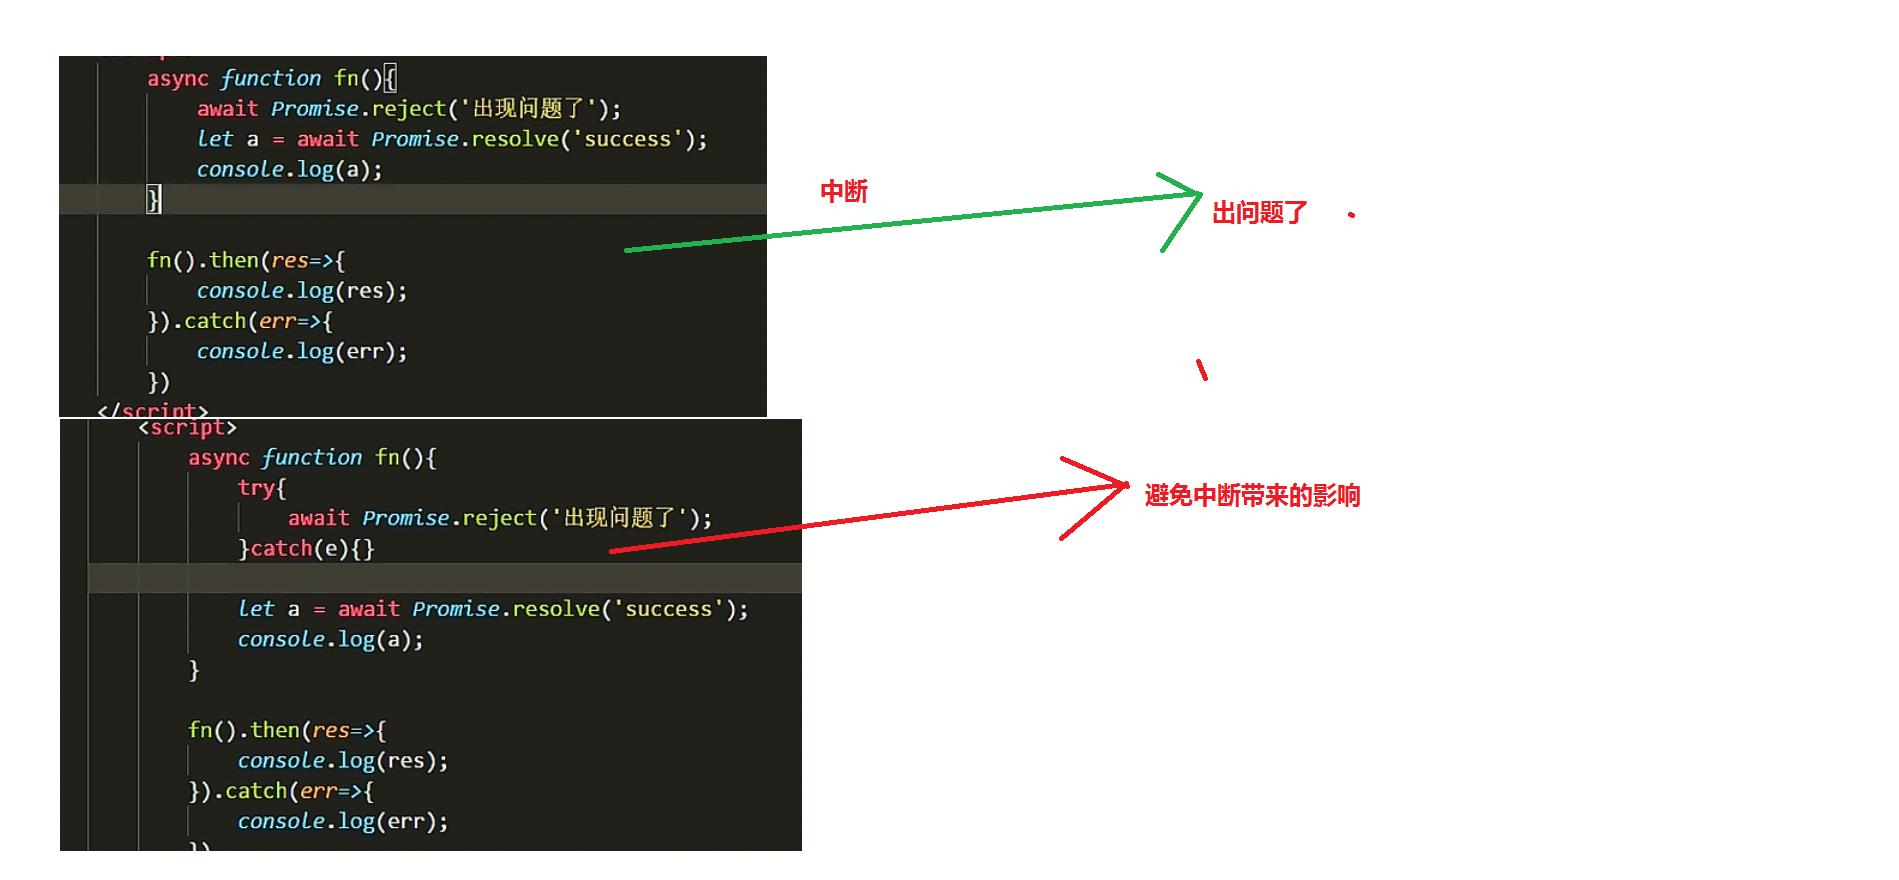 async function fn(){
await Promise.reject('出现问题了');
let a = await Promise.resolve('success');
console.log(a);
}
中断
出问题了
fn().then(res=>{
console.log(res);
}).catch(err=>{
console.log(err);
})
</script>
<script>
async function fn(){
try{
await Promise.reject('出现问题了');
}catch(e){}
避免中断带来的影响
let a = await Promise.resolve('success');
console.log(a);
}
fn().then(res=>{
console.log(res);
}).catch(err=>{
console.log(err);
})